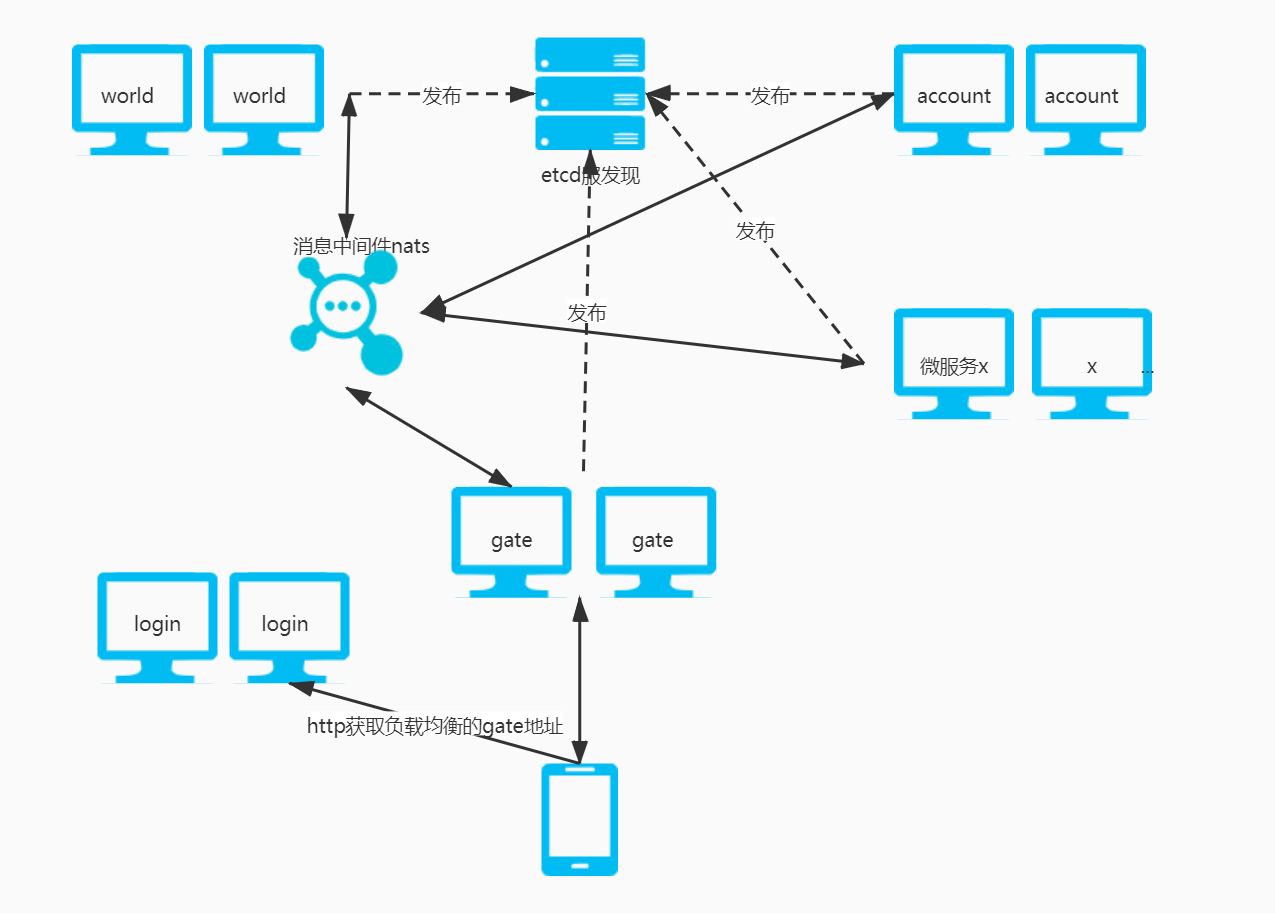 world
world
发布
发布
account
account
etcd服发现
发布
消息中间件nats
发布
微服务x
x
...
gate
gate
login
login
http获取负载均衡的gate地址